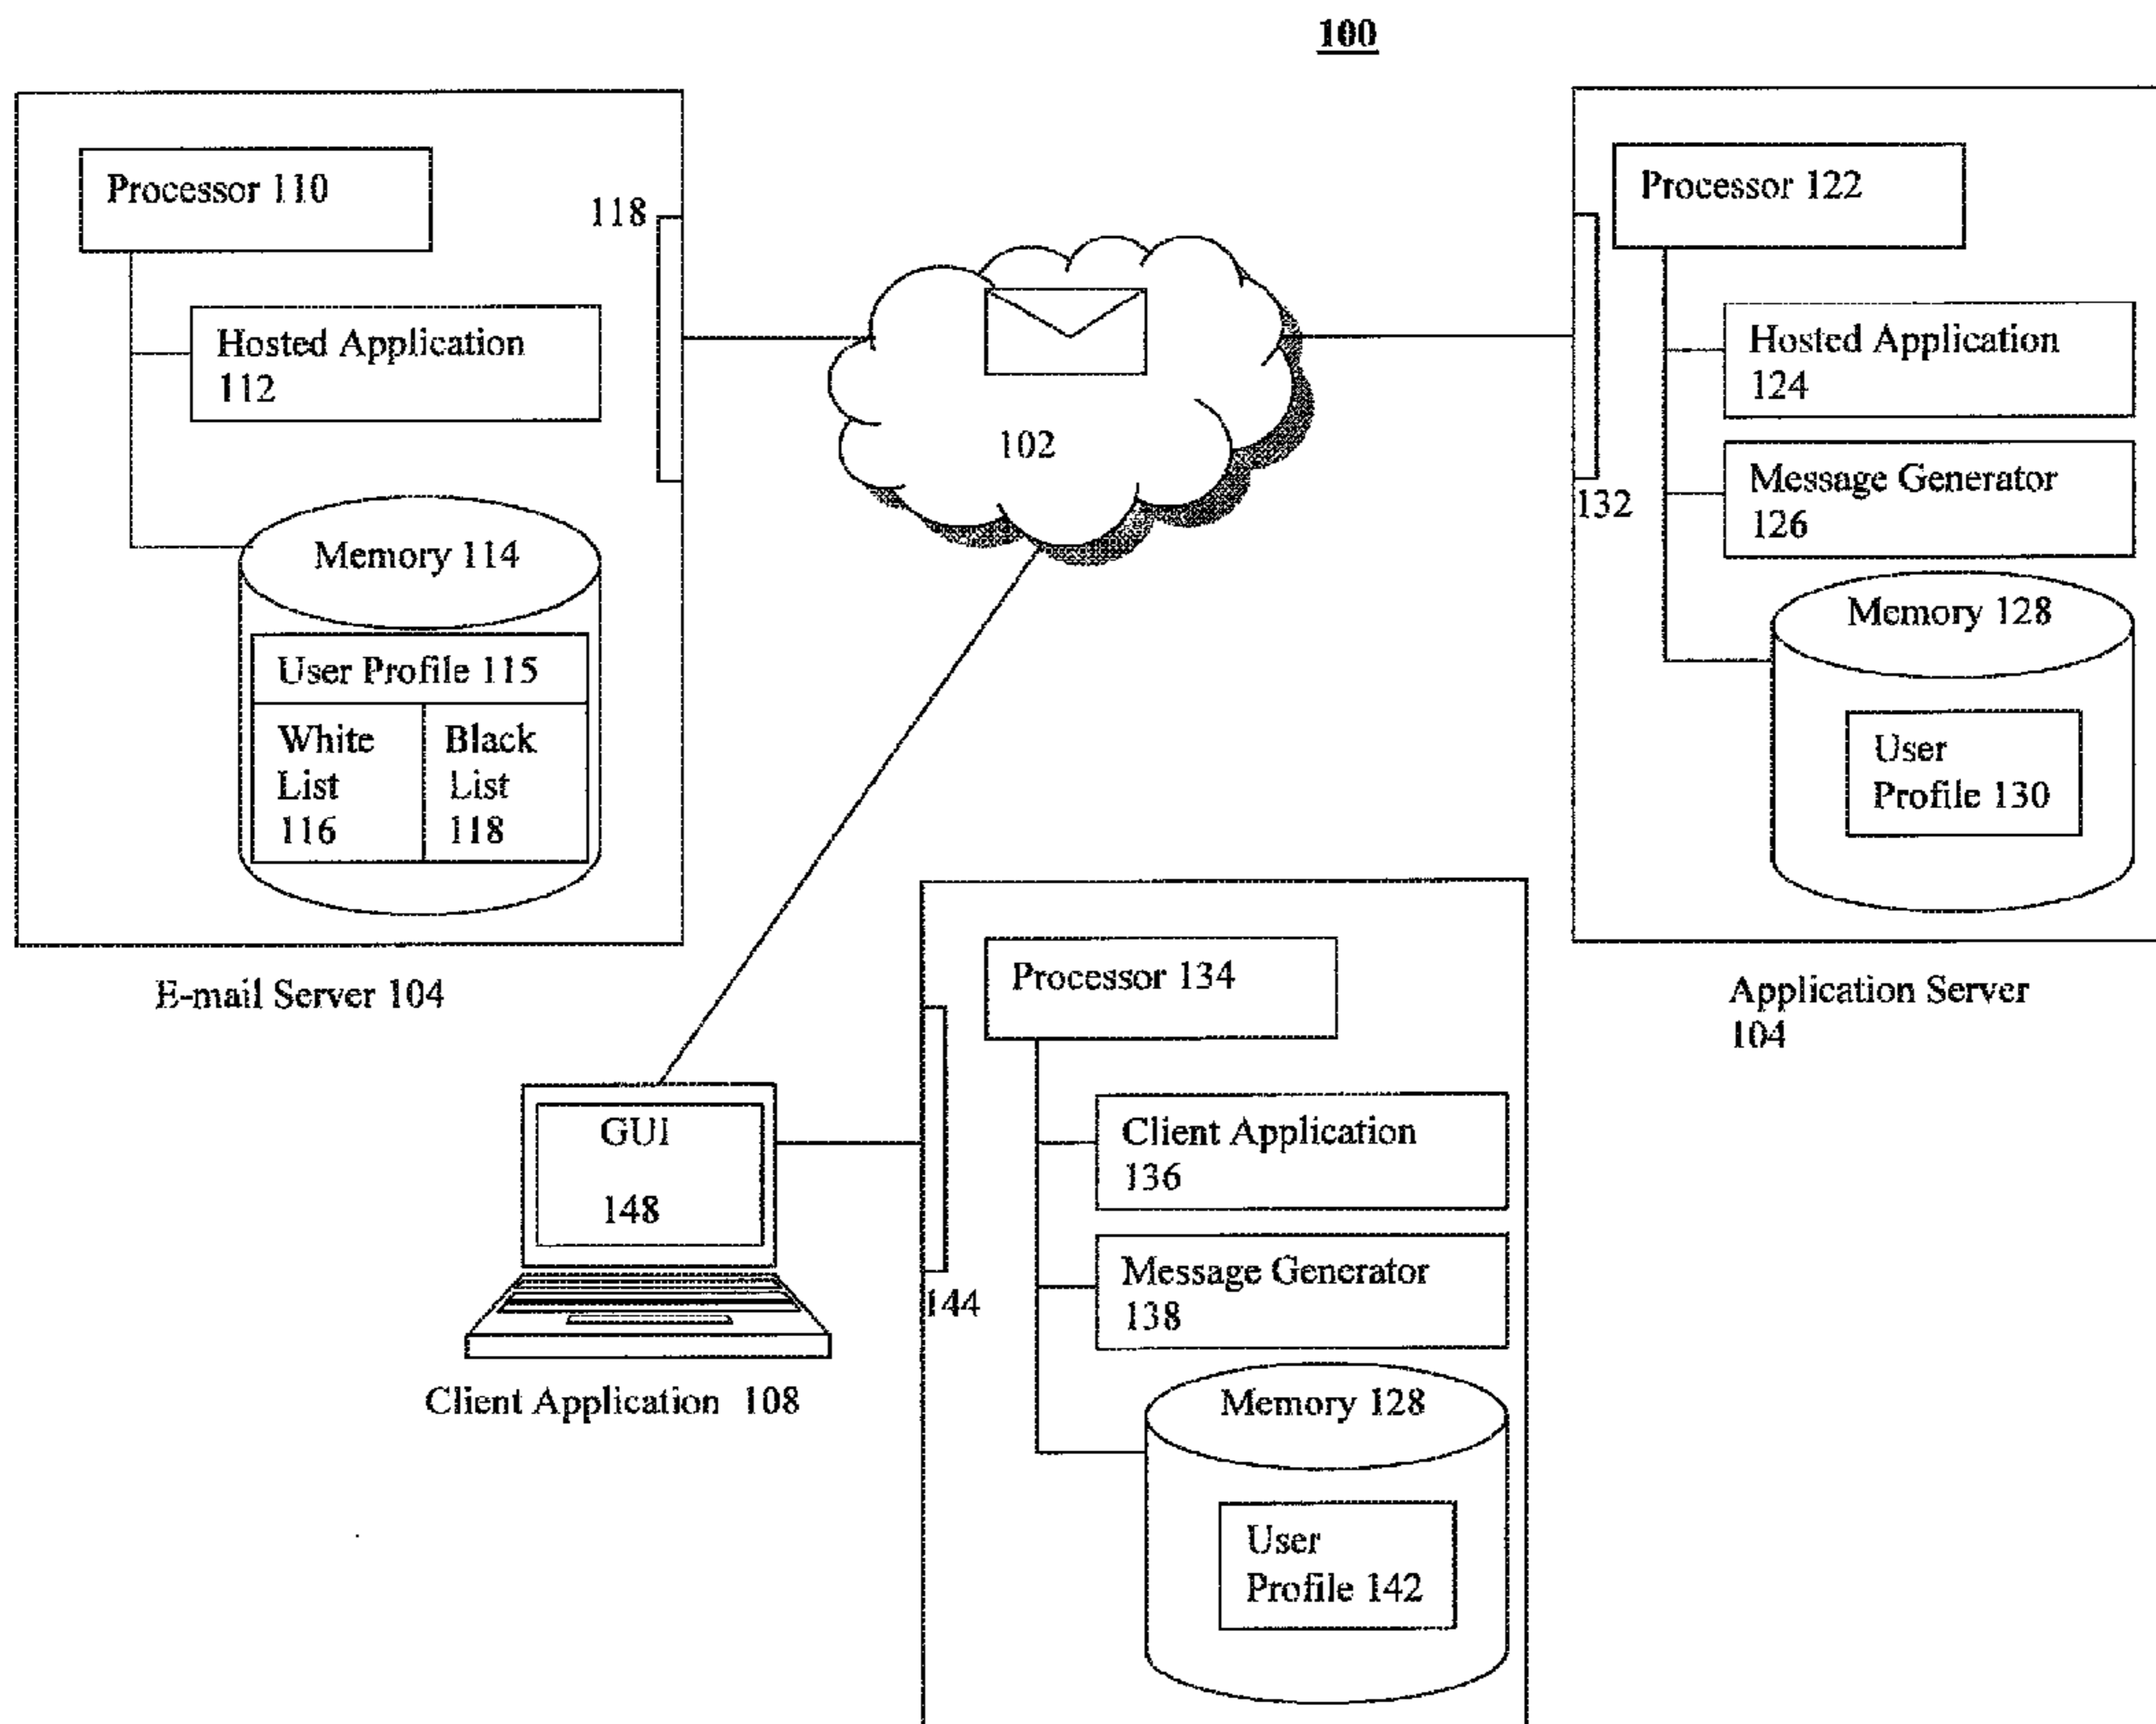 100
Processor 110
Hosted Application
112
Memory 114
User Profile 115
White
List
116
Black
List
118
118
E-mail Server 104
102
132
Processor 122
Hosted Application
124
Message Generator
126
Memory 128
User
Profile 130
Application Server
104
GUI
148
Client Application 108
144
Processor 134
Client Application
136
Message Generator
138
Memory 128
User
Profile 142